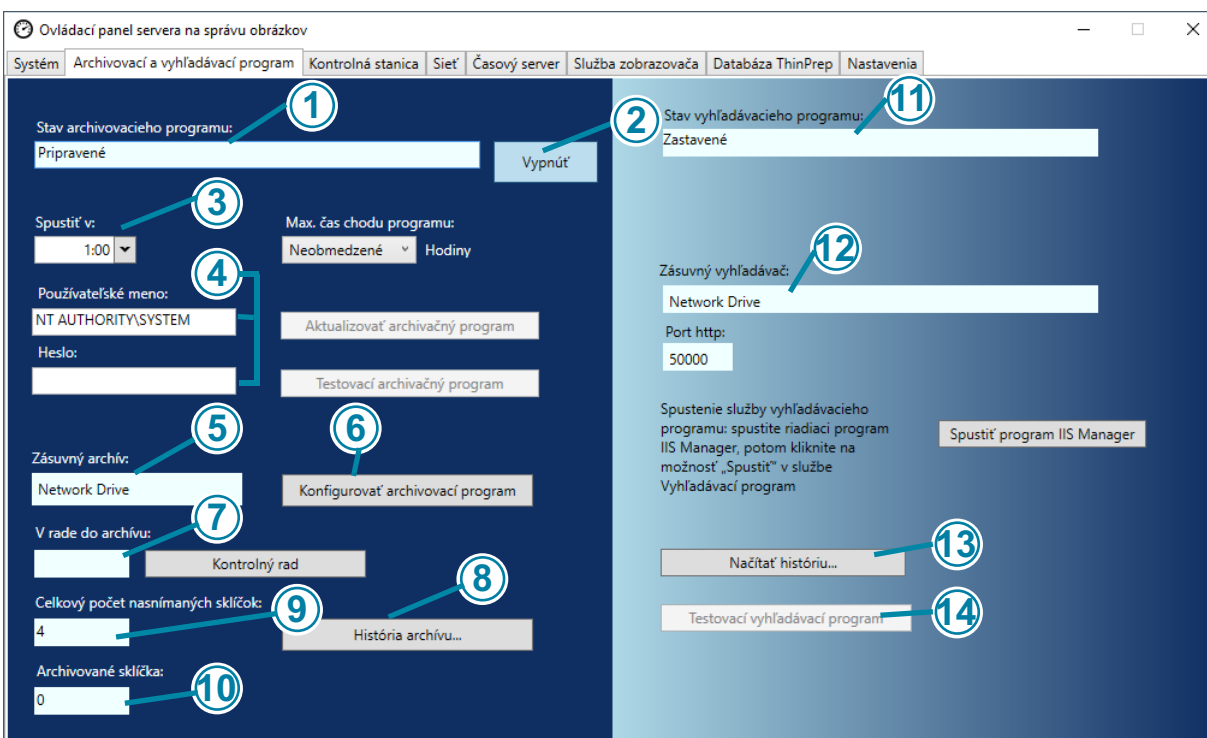 Ovládací panel servera na správu obrázkov
Systém Archivovací a vyhľadávací program Kontrolná stanica Sieť Časový server Služba zobrazovača Databáza ThinPrep Nastavenia
1
Stav archivovacieho programu:
Pripravené
2
Vypnúť
3
Spustiť v:
1:00
Max. čas chodu programu:
Neobmedzené Hodiny
4
Používateľské meno:
NT AUTHORITY\SYSTEM
Aktualizovať archivačný program
Heslo:
Testovací archivačný program
5
6
Zásuvný archív:
Network Drive
Konfigurovať archivovací program
7
V rade do archívu:
Kontrolný rad
8
Celkový počet nasnímaných sklíčok:
9
4
História archívu...
Archivované sklíčka:
10
0
11
Stav vyhľadávacieho programu:
Zastavené
12
Zásuvný vyhľadávač:
Network Drive
Port http:
50000
Spustenie služby vyhľadávacieho
programu: spustite riadiaci program
IIS Manager, potom kliknite na
možnosť „Spustiť" v službe
Vyhľadávací program
Spustiť program IIS Manager
13
Načítať históriu...
14
Testovací vyhľadávací program